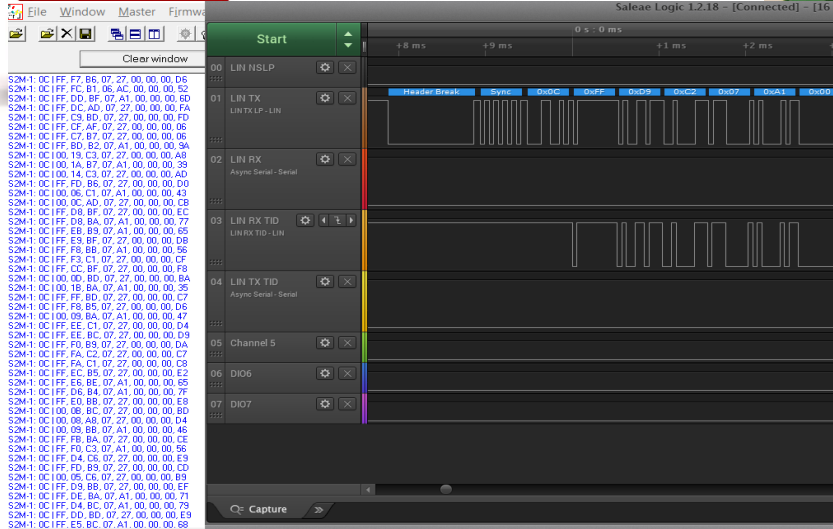 File Window Master Firmwa
Clear window
S2M-1: 0C | FF, F7, B6, 07, 27, 00, 00, 00, D6
S2M-1: 0C | FF, FC, B1, 06, AC, 00, 00, 00, 52
S2M-1: 0C | FF, DD, BF, 07, A1, 00, 00, 00, 6D
S2M-1: 0C | FF, DC, AD, 07, 27, 00, 00, 00, FA
S2M-1: 0C | FF, C9, BD, 07, 27, 00, 00, 00, FD
S2M-1: 0C | FF, CF, AF, 07, 27, 00, 00, 00, 06
S2M-1: 0C | FF, C7, B7, 07, 27, 00, 00, 00, 06
S2M-1: 0C | FF, BD, B2, 07, A1, 00, 00, 00, 9A
S2M-1: 0C | 00, 19, C3, 07, 27, 00, 00, 00, A8
S2M-1: 0C | 00, 1A, B7, 07, A1, 00, 00, 00, 39
S2M-1: 0C | 00, 14, C3, 07, 27, 00, 00, 00, AD
S2M-1: 0C | FF, FD, B6, 07, 27, 00, 00, 00, D0
S2M-1: 0C | 00, 06, C1, 07, A1, 00, 00, 00, 43
S2M-1: 0C | 00, 0C, AD, 07, 27, 00, 00, 00, CB
S2M-1: 0C | FF, D8, BF, 07, 27, 00, 00, 00, EC
S2M-1: 0C | FF, D8, BA, 07, A1, 00, 00, 00, 77
S2M-1: 0C | FF, EB, B9, 07, A1, 00, 00, 00, 65
S2M-1: 0C | FF, E9, BF, 07, 27, 00, 00, 00, DB
S2M-1: 0C | FF, F8, BB, 07, A1, 00, 00, 00, 56
S2M-1: 0C | FF, F3, C1, 07, 27, 00, 00, 00, CF
S2M-1: 0C | FF, CC, BF, 07, 27, 00, 00, 00, F8
S2M-1: 0C | 00, 0D, BD, 07, 27, 00, 00, 00, BA
S2M-1: 0C | 00, 1B, BA, 07, A1, 00, 00, 00, 35
S2M-1: 0C | FF, FF, BD, 07, 27, 00, 00, 00, C7
S2M-1: 0C | FF, F8, B5, 07, 27, 00, 00, 00, D6
S2M-1: 0C | 00, 09, BA, 07, A1, 00, 00, 00, 47
S2M-1: 0C | FF, EE, C1, 07, 27, 00, 00, 00, D4
S2M-1: 0C | FF, EE, BC, 07, 27, 00, 00, 00, D9
S2M-1: 0C | FF, F0, B9, 07, 27, 00, 00, 00, DA
S2M-1: 0C | FF, FA, C2, 07, 27, 00, 00, 00, C7
S2M-1: 0C | FF, FA, C1, 07, 27, 00, 00, 00, C8
S2M-1: 0C | FF, EC, B5, 07, 27, 00, 00, 00, E2
S2M-1: 0C | FF, E6, BE, 07, A1, 00, 00, 00, 65
S2M-1: 0C | FF, D6, B4, 07, A1, 00, 00, 00, 7F
S2M-1: 0C | FF, E0, BB, 07, 27, 00, 00, 00, E8
S2M-1: 0C | 00, 0B, BC, 07, 27, 00, 00, 00, BD
S2M-1: 0C | 00, 08, A8, 07, 27, 00, 00, 00, D4
S2M-1: 0C | 00, 09, BB, 07, A1, 00, 00, 00, 46
S2M-1: 0C | FF, FB, BA, 07, 27, 00, 00, 00, CE
S2M-1: 0C | FF, F0, C3, 07, A1, 00, 00, 00, 56
S2M-1: 0C | FF, D4, C6, 07, 27, 00, 00, 00, E9
S2M-1: 0C | FF, FD, B9, 07, 27, 00, 00, 00, CD
S2M-1: 0C | 00, 05, C6, 07, 27, 00, 00, 00, B9
S2M-1: 0C | FF, D9, BB, 07, 27, 00, 00, 00, EF
S2M-1: 0C | FF, DE, BA, 07, A1, 00, 00, 00, 71
S2M-1: 0C | FF, D4, BC, 07, A1, 00, 00, 00, 79
S2M-1: 0C | FF, DD, BD, 07, 27, 00, 00, 00, E9
S2M-1: 0C | FF, E5, BC, 07, A1, 00, 00, 00, 68
Saleae Logic 1.2.18 - [Connected] - [16
Start
0 s : 0 ms
+8 ms +9 ms +1 ms +2 ms
00 LIN NSLP
01 LIN TX
LIN TX LP - LIN
Header Break Sync 0x0C 0xFF 0xD9 0xC2 0x07 0xA1 0x00
02 LIN RX
Async Serial - Serial
03 LIN RX TID
LIN RX TID - LIN
04 LIN TX TID
Async Serial - Serial
05 Channel 5
06 DIO6
07 DIO7
Capture